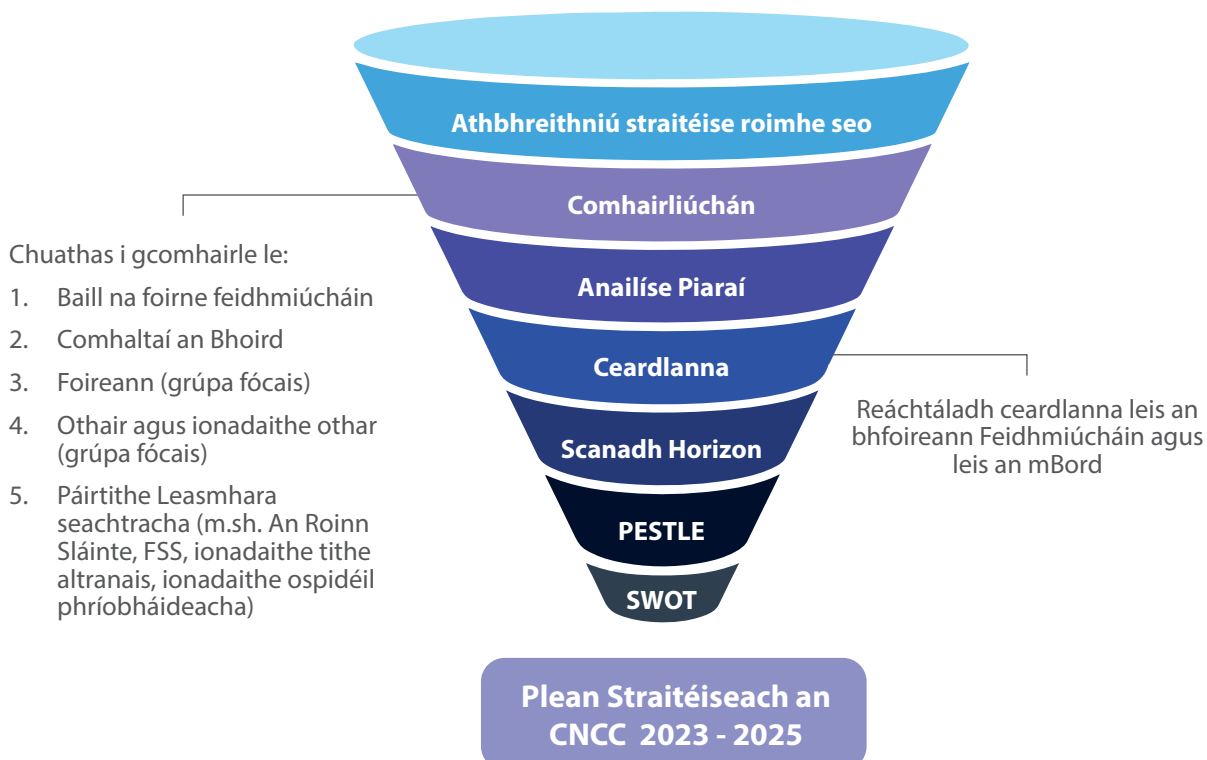 Athbhreithniú straitéise roimhe seo
Comhairliúchán
Anailíse Piaraí
Ceardlanna
Scanadh Horizon
PESTLE
SWOT
Chuathas i gcomhairle le:
1. Baill na foirne feidhmiúcháin
2. Comhaltaí an Bhoird
3. Foireann (grúpa fócais)
4. Othair agus ionadaithe othar
(grúpa fócais)
5. Páirtithe Leasmhara
seachtracha (m.sh. An Roinn
Sláinte, FSS, ionadaithe tithe
altranais, ionadaithe ospidéil
phríobháideacha)
Reáchtáladh ceardlanna leis an
bhfoireann Feidhmiúcháin agus
leis an mBord
Plean Straitéiseach an
CNCC 2023 - 2025